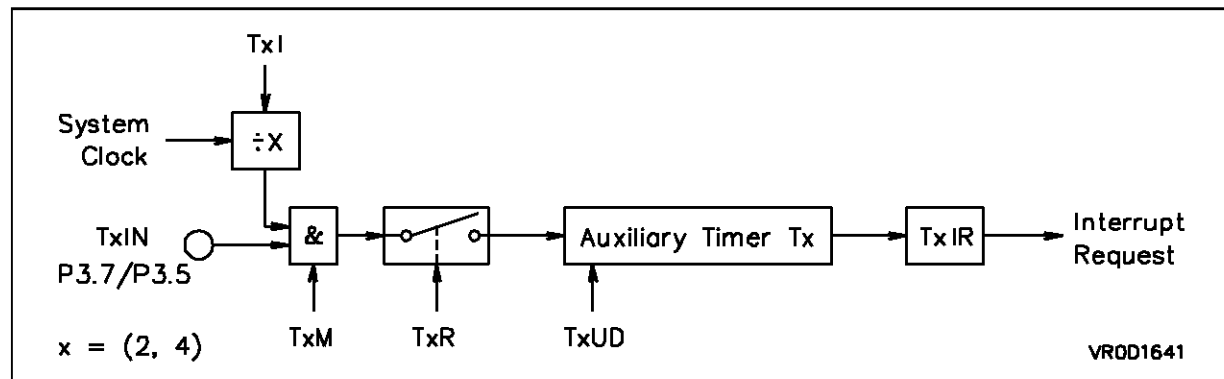 TxI
System
Clock
÷X
TxIN
P3.7/P3.5
&
Auxiliary Timer Tx
TxIR
Interrupt
Request
TxM
TxR
TxUD
x = (2, 4)
VR0D1641